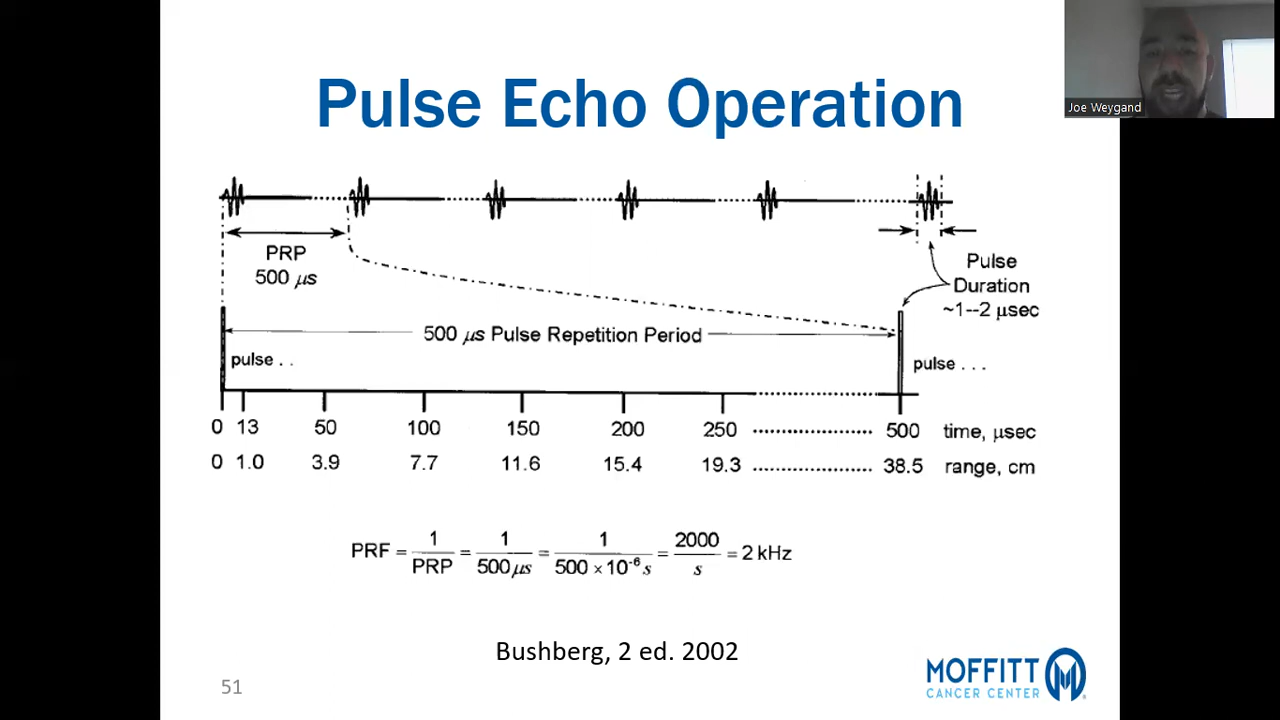 Joe Weygand
Pulse Echo Operation
PRP
500 μs
Pulse
Duration
~1--2 μsec
500 μs Pulse Repetition Period
pulse . .
pulse . . .
0 13 50 100 150 200 250 500 time, μsec
0 1.0 3.9 7.7 11.6 15.4 19.3 38.5 range, cm
PRF = 1/PRP = 1/500 μs = 1/500 × 10⁻⁶ s = 2000/s = 2 kHz
Bushberg, 2 ed. 2002
MOFFITT
CANCER CENTER
51